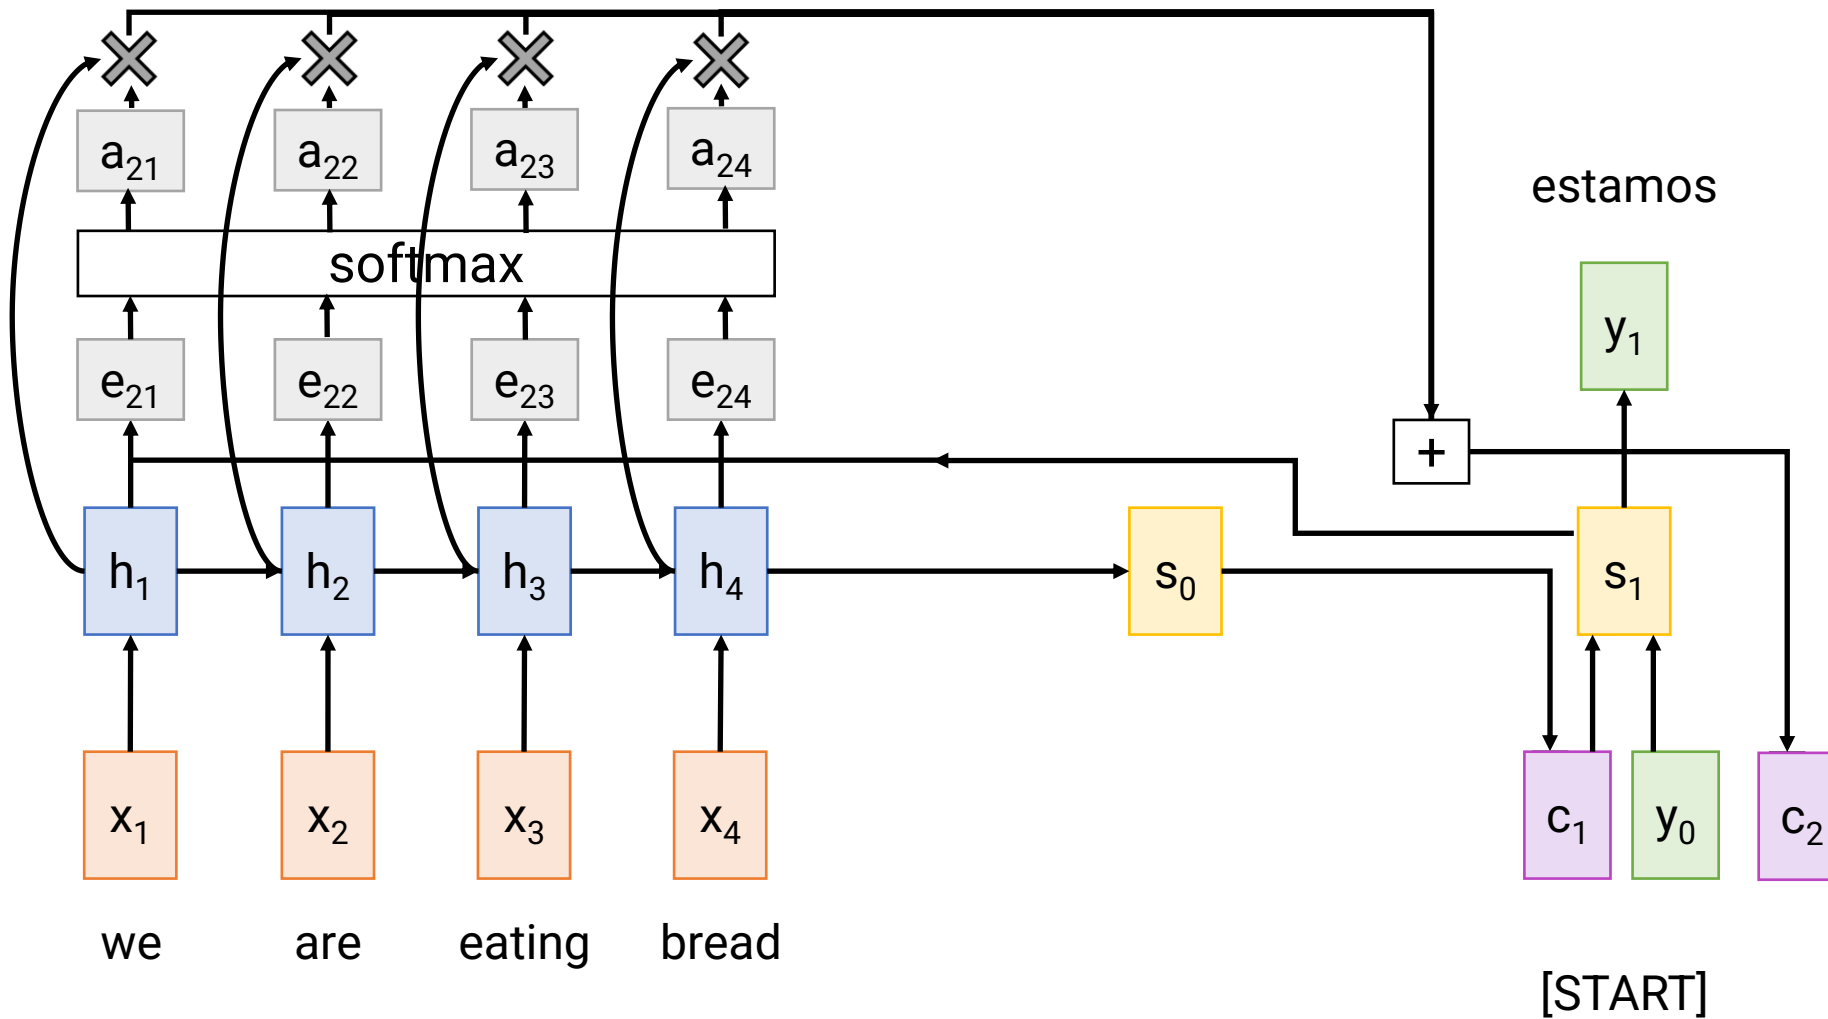 a21 a22 a23 a24
estamos
softmax
y1
e21 e22 e23 e24
+
h1 h2 h3 h4 s0 s1
x1 x2 x3 x4 c1 y0 c2
we are eating bread
[START]